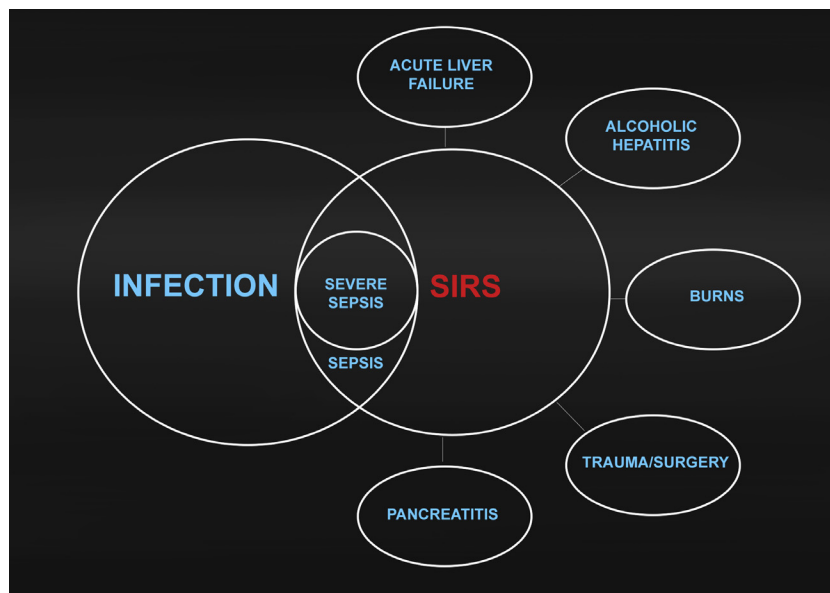 ACUTE LIVER
FAILURE
ALCOHOLIC
HEPATITIS
INFECTION
SEVERE
SEPSIS
SIRS
BURNS
SEPSIS
TRAUMA/SURGERY
PANCREATITIS